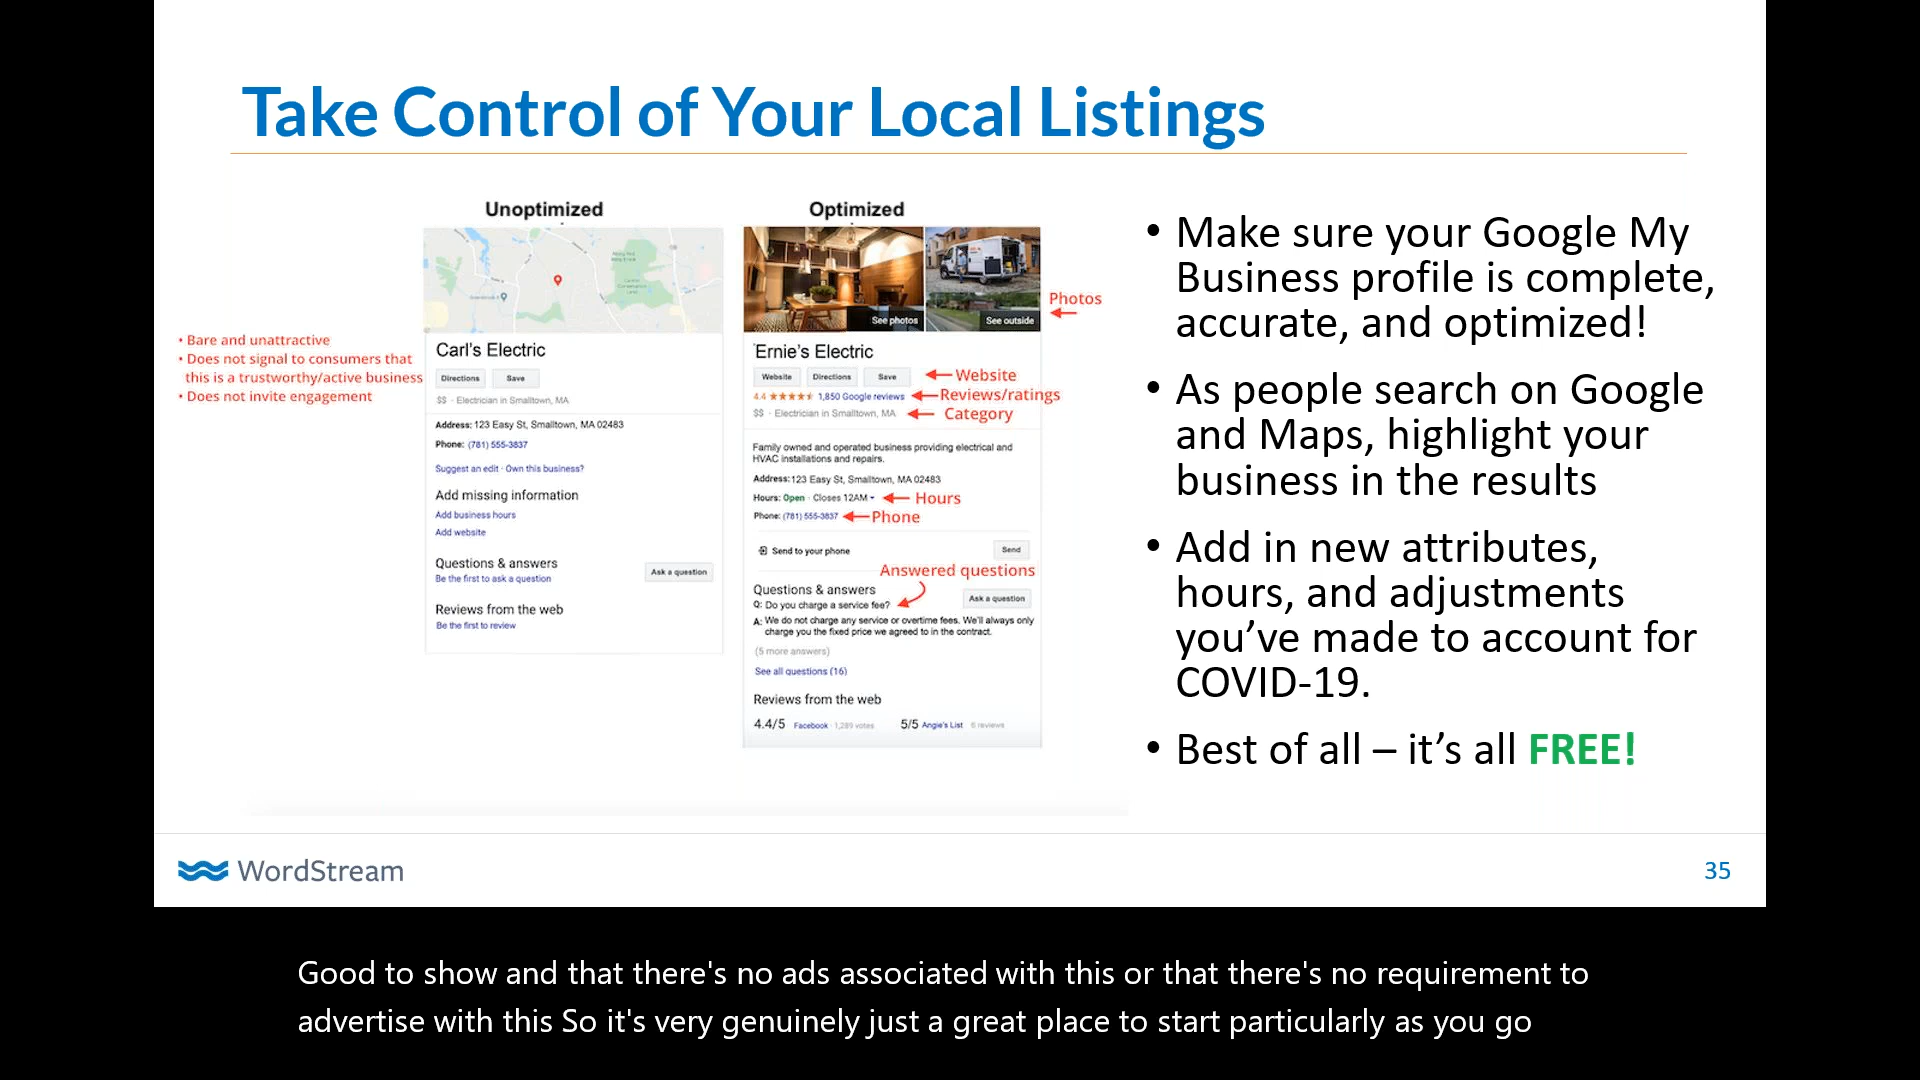 Take Control of Your Local Listings
Unoptimized
• Bare and unattractive
• Does not signal to consumers that
this is a trustworthy/active business
• Does not invite engagement
Carl's Electric
Directions Save
$$ · Electrician in Smalltown, MA
Address: 123 Easy St, Smalltown, MA 02483
Phone: (781) 555-3837
Suggest an edit · Own this business?
Add missing information
Add business hours
Add website
Questions & answers
Be the first to ask a question
Ask a question
Reviews from the web
Be the first to review
Optimized
See photos See outside
Photos
Ernie's Electric
Website Directions Save
Website
4.4 1,850 Google reviews
Reviews/ratings
$$ · Electrician in Smalltown, MA
Category
Family owned and operated business providing electrical and
HVAC installations and repairs.
Address: 123 Easy St, Smalltown, MA 02483
Hours: Open · Closes 12AM
Hours
Phone: (781) 555-3837
Phone
Send to your phone Send
Answered questions
Questions & answers
Q: Do you charge a service fee?
Ask a question
A: We do not charge any service or overtime fees. We'll always only
charge you the fixed price we agreed to in the contract.
(5 more answers)
See all questions (16)
Reviews from the web
4.4/5 Facebook · 1,289 votes 5/5 Angie's List 6 reviews
• Make sure your Google My
Business profile is complete,
accurate, and optimized!
• As people search on Google
and Maps, highlight your
business in the results
• Add in new attributes,
hours, and adjustments
you've made to account for
COVID-19.
• Best of all – it's all FREE!
WordStream
35
Good to show and that there's no ads associated with this or that there's no requirement to
advertise with this So it's very genuinely just a great place to start particularly as you go